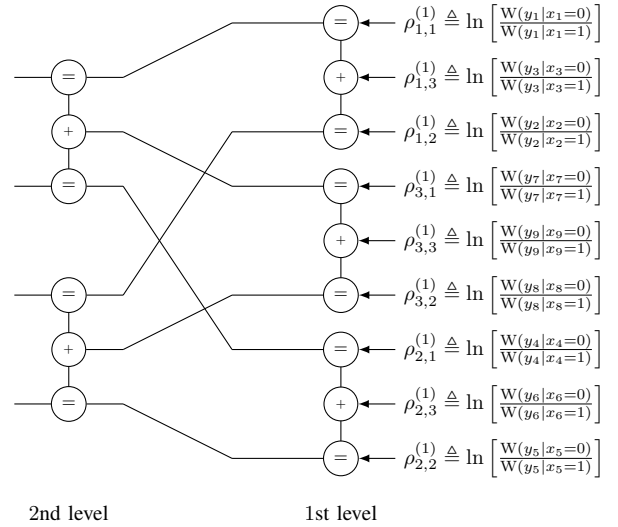 = ρ_{1,1}^{(1)} ≜ ln [ W(y_1|x_1=0) / W(y_1|x_1=1) ]
= + ρ_{1,3}^{(1)} ≜ ln [ W(y_3|x_3=0) / W(y_3|x_3=1) ]
+ = ρ_{1,2}^{(1)} ≜ ln [ W(y_2|x_2=0) / W(y_2|x_2=1) ]
= = ρ_{3,1}^{(1)} ≜ ln [ W(y_7|x_7=0) / W(y_7|x_7=1) ]
+ ρ_{3,3}^{(1)} ≜ ln [ W(y_9|x_9=0) / W(y_9|x_9=1) ]
= = ρ_{3,2}^{(1)} ≜ ln [ W(y_8|x_8=0) / W(y_8|x_8=1) ]
+ = ρ_{2,1}^{(1)} ≜ ln [ W(y_4|x_4=0) / W(y_4|x_4=1) ]
= + ρ_{2,3}^{(1)} ≜ ln [ W(y_6|x_6=0) / W(y_6|x_6=1) ]
= ρ_{2,2}^{(1)} ≜ ln [ W(y_5|x_5=0) / W(y_5|x_5=1) ]
2nd level 1st level